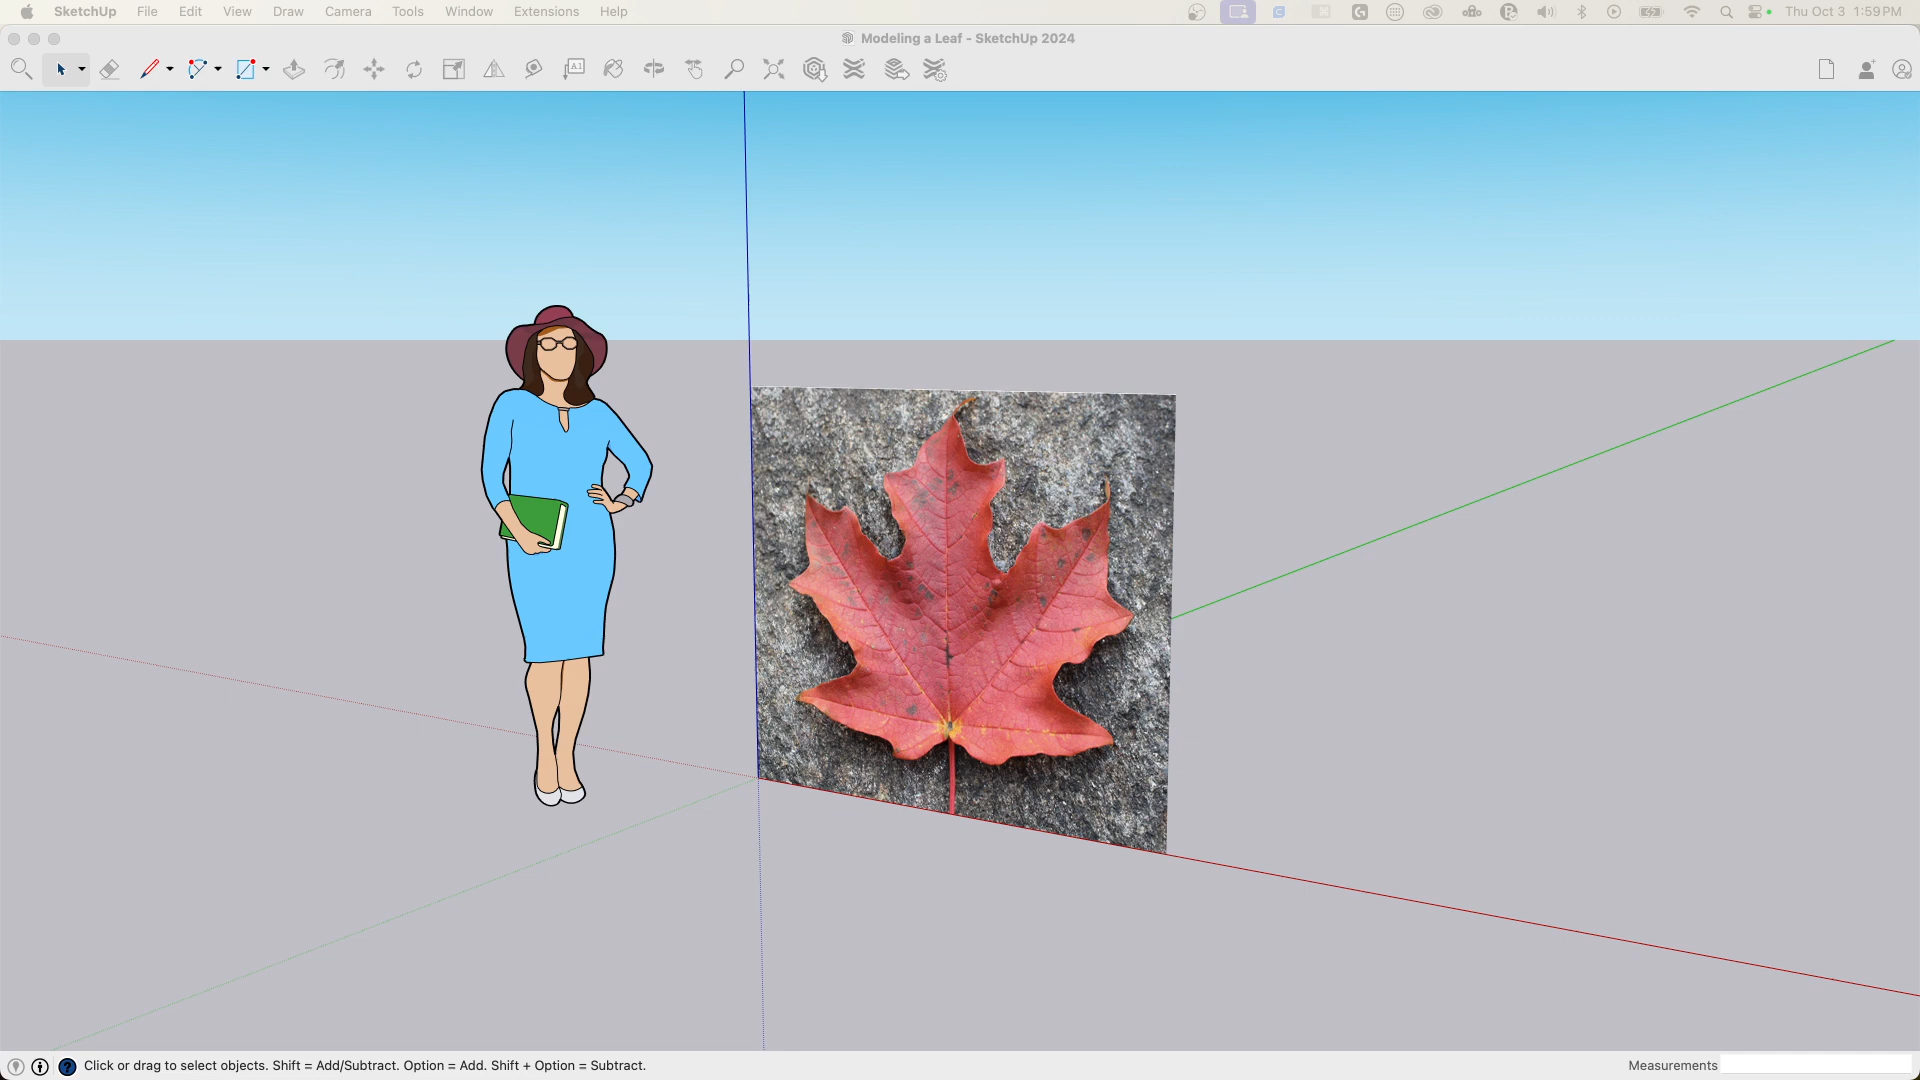 SketchUp File Edit View Draw Camera Tools Window Extensions Help Thu Oct 3 1:59 PM
Modeling a Leaf - SketchUp 2024
A1
Click or drag to select objects. Shift = Add/Subtract. Option = Add. Shift + Option = Subtract. Measurements